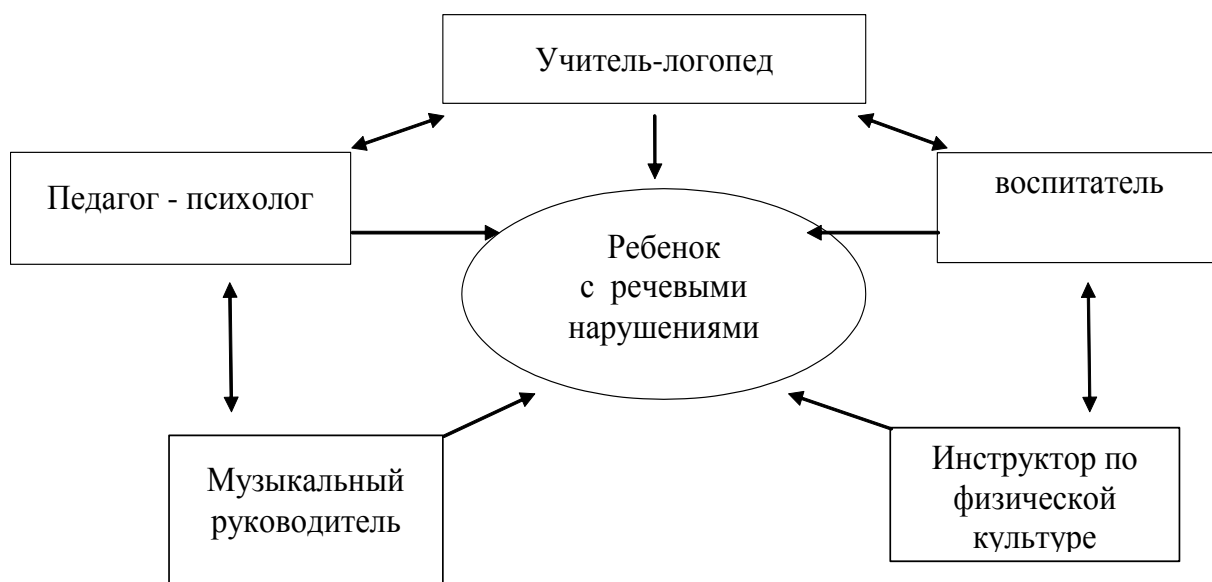 Учитель-логопед
Педагог - психолог
воспитатель
Ребенок
с речевыми
нарушениями
Музыкальный
руководитель
Инструктор по
физической
культуре